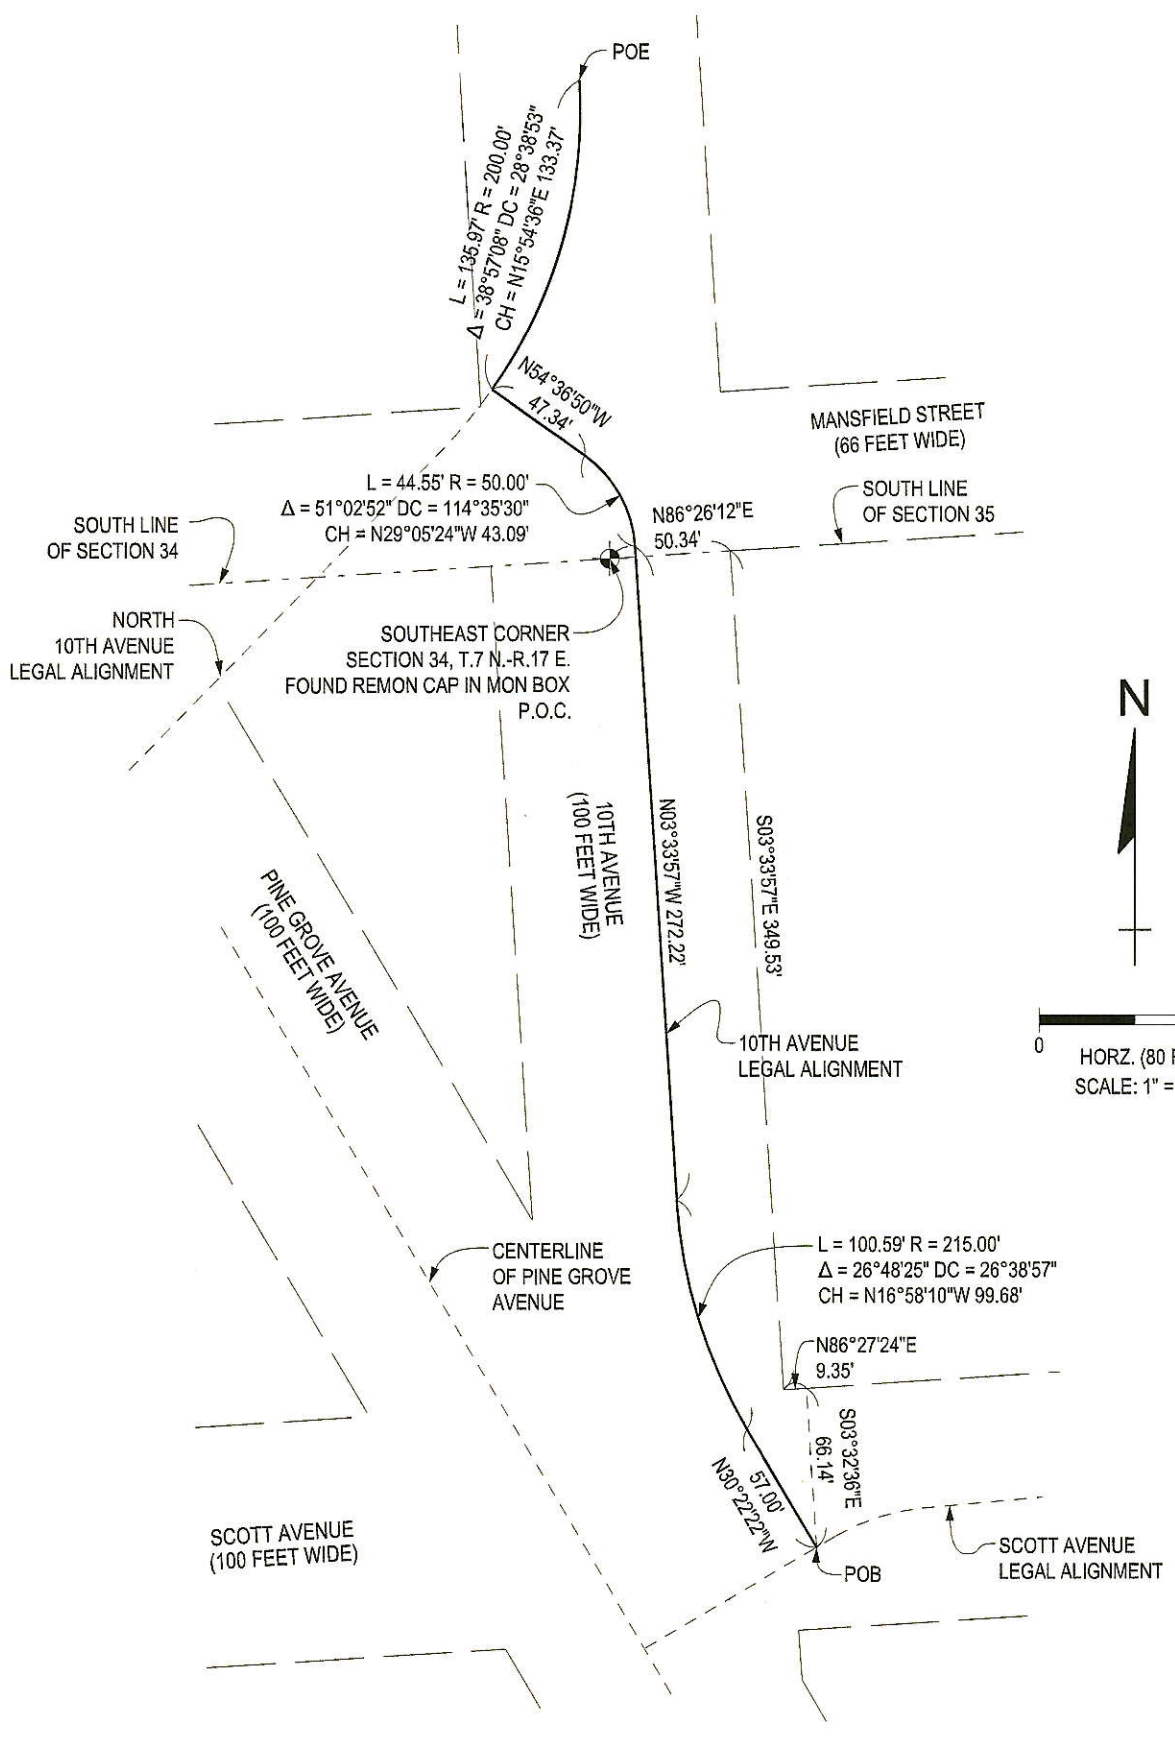 POE
L = 135.97' R = 200.00'
Δ = 38°57'08" DC = 28°38'53"
CH = N15°54'36"E 133.37'
N54°36'50"W
47.34'
MANSFIELD STREET
(66 FEET WIDE)
L = 44.55' R = 50.00'
Δ = 51°02'52" DC = 114°35'30"
CH = N29°05'24"W 43.09'
SOUTH LINE
OF SECTION 35
N86°26'12"E
50.34'
SOUTH LINE
OF SECTION 34
NORTH
10TH AVENUE
LEGAL ALIGNMENT
SOUTHEAST CORNER
SECTION 34, T.7 N.-R.17 E.
FOUND REMON CAP IN MON BOX
P.O.C.
N
10TH AVENUE
(100 FEET WIDE)
N03°33'57"W 272.22'
S03°33'57"E 349.53'
PINE GROVE AVENUE
(100 FEET WIDE)
10TH AVENUE
LEGAL ALIGNMENT
0
HORZ. (80
SCALE: 1" =
CENTERLINE
OF PINE GROVE
AVENUE
L = 100.59' R = 215.00'
Δ = 26°48'25" DC = 26°38'57"
CH = N16°58'10"W 99.68'
N86°27'24"E
9.35'
S03°32'36"E
66.14'
57.00'
N30°22'22"W
SCOTT AVENUE
(100 FEET WIDE)
POB
SCOTT AVENUE
LEGAL ALIGNMENT